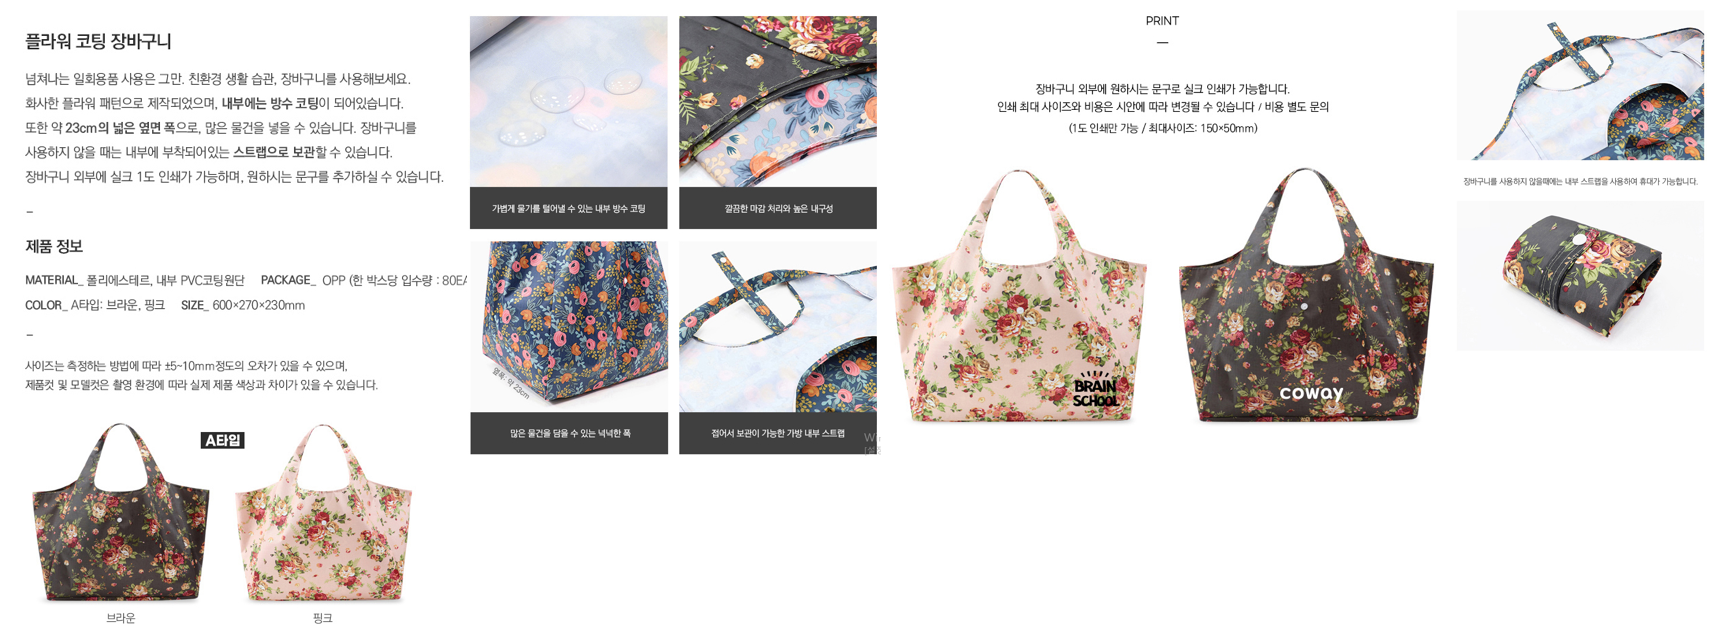 플라워 코팅 장바구니
넘쳐나는 일회용품 사용은 그만. 친환경 생활 습관, 장바구니를 사용해보세요.
화사한 플라워 패턴으로 제작되었으며, 내부에는 방수 코팅이 되어있습니다.
또한 약 23cm의 넓은 옆면 폭으로, 많은 물건을 넣을 수 있습니다. 장바구니를
사용하지 않을 때는 내부에 부착되어있는 스트랩으로 보관할 수 있습니다.
장바구니 외부에 실크 1도 인쇄가 가능하며, 원하시는 문구를 추가하실 수 있습니다.
–
제품 정보
MATERIAL_ 폴리에스테르, 내부 PVC코팅원단 PACKAGE_ OPP (한 박스당 입수량 : 80EA
COLOR_ A타입: 브라운, 핑크 SIZE_ 600×270×230mm
–
사이즈는 측정하는 방법에 따라 ±5~10mm정도의 오차가 있을 수 있으며,
제품컷 및 모델컷은 촬영 환경에 따라 실제 제품 색상과 차이가 있을 수 있습니다.
A타입
브라운
핑크
가볍게 물기를 털어낼 수 있는 내부 방수 코팅
깔끔한 마감 처리와 높은 내구성
옆폭: 약 23cm
많은 물건을 담을 수 있는 넉넉한 폭
접어서 보관이 가능한 가방 내부 스트랩
PRINT
—
장바구니 외부에 원하시는 문구로 실크 인쇄가 가능합니다.
인쇄 최대 사이즈와 비용은 시안에 따라 변경될 수 있습니다 / 비용 별도 문의
(1도 인쇄만 가능 / 최대사이즈: 150×50mm)
BRAIN
SCHOOL
coway
장바구니를 사용하지 않을때에는 내부 스트랩을 사용하여 휴대가 가능합니다.